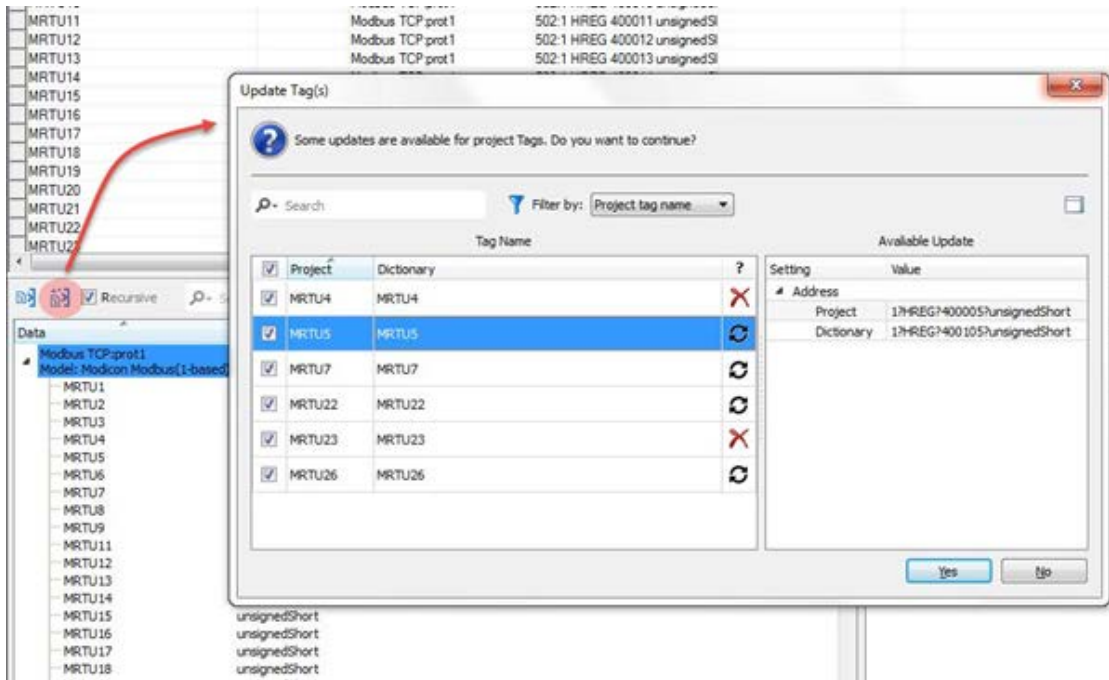 MRTU11 Modbus TCP:prot1 502:1 HREG 400011 unsignedSl
MRTU12 Modbus TCP:prot1 502:1 HREG 400012 unsignedSl
MRTU13 Modbus TCP:prot1 502:1 HREG 400013 unsignedSl
MRTU14
MRTU15
MRTU16
MRTU17
MRTU18
MRTU19
MRTU20
MRTU21
MRTU22
Update Tag(s)
Some updates are available for project Tags. Do you want to continue?
Search Filter by: Project tag name
Tag Name Available Update
Project Dictionary ? Setting Value
MRTU4 MRTU4
MRTU5 MRTU5
MRTU7 MRTU7
MRTU22 MRTU22
MRTU23 MRTU23
MRTU26 MRTU26
Address
Project 1?HREG?400005?unsignedShort
Dictionary 1?HREG?400105?unsignedShort
Yes No
Recursive
Data
Modbus TCP:prot1
Model: Modicon Modbus(1-based)
MRTU1
MRTU2
MRTU3
MRTU4
MRTU5
MRTU6
MRTU7
MRTU8
MRTU9
MRTU11
MRTU12
MRTU13
MRTU14
MRTU15 unsignedShort
MRTU16 unsignedShort
MRTU17 unsignedShort
MRTU18 unsignedShort